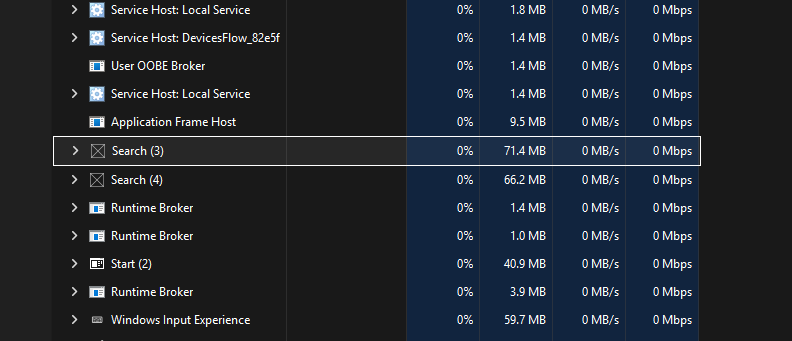 Service Host: Local Service 0% 1.8 MB 0 MB/s 0 Mbps
Service Host: DevicesFlow_82e5f 0% 1.4 MB 0 MB/s 0 Mbps
User OOBE Broker 0% 1.4 MB 0 MB/s 0 Mbps
Service Host: Local Service 0% 1.4 MB 0 MB/s 0 Mbps
Application Frame Host 0% 9.5 MB 0 MB/s 0 Mbps
Search (3) 0% 71.4 MB 0 MB/s 0 Mbps
Search (4) 0% 66.2 MB 0 MB/s 0 Mbps
Runtime Broker 0% 1.4 MB 0 MB/s 0 Mbps
Runtime Broker 0% 1.0 MB 0 MB/s 0 Mbps
Start (2) 0% 40.9 MB 0 MB/s 0 Mbps
Runtime Broker 0% 3.9 MB 0 MB/s 0 Mbps
Windows Input Experience 0% 59.7 MB 0 MB/s 0 Mbps